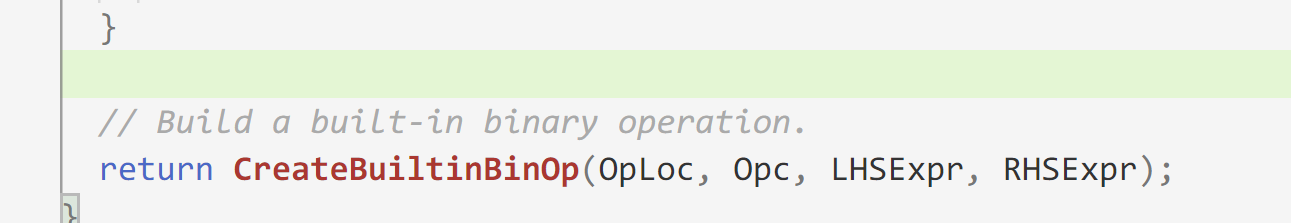 }
// Build a built-in binary operation.
return CreateBuiltinBinOp(OpLoc, Opc, LHSExpr, RHSExpr);
}